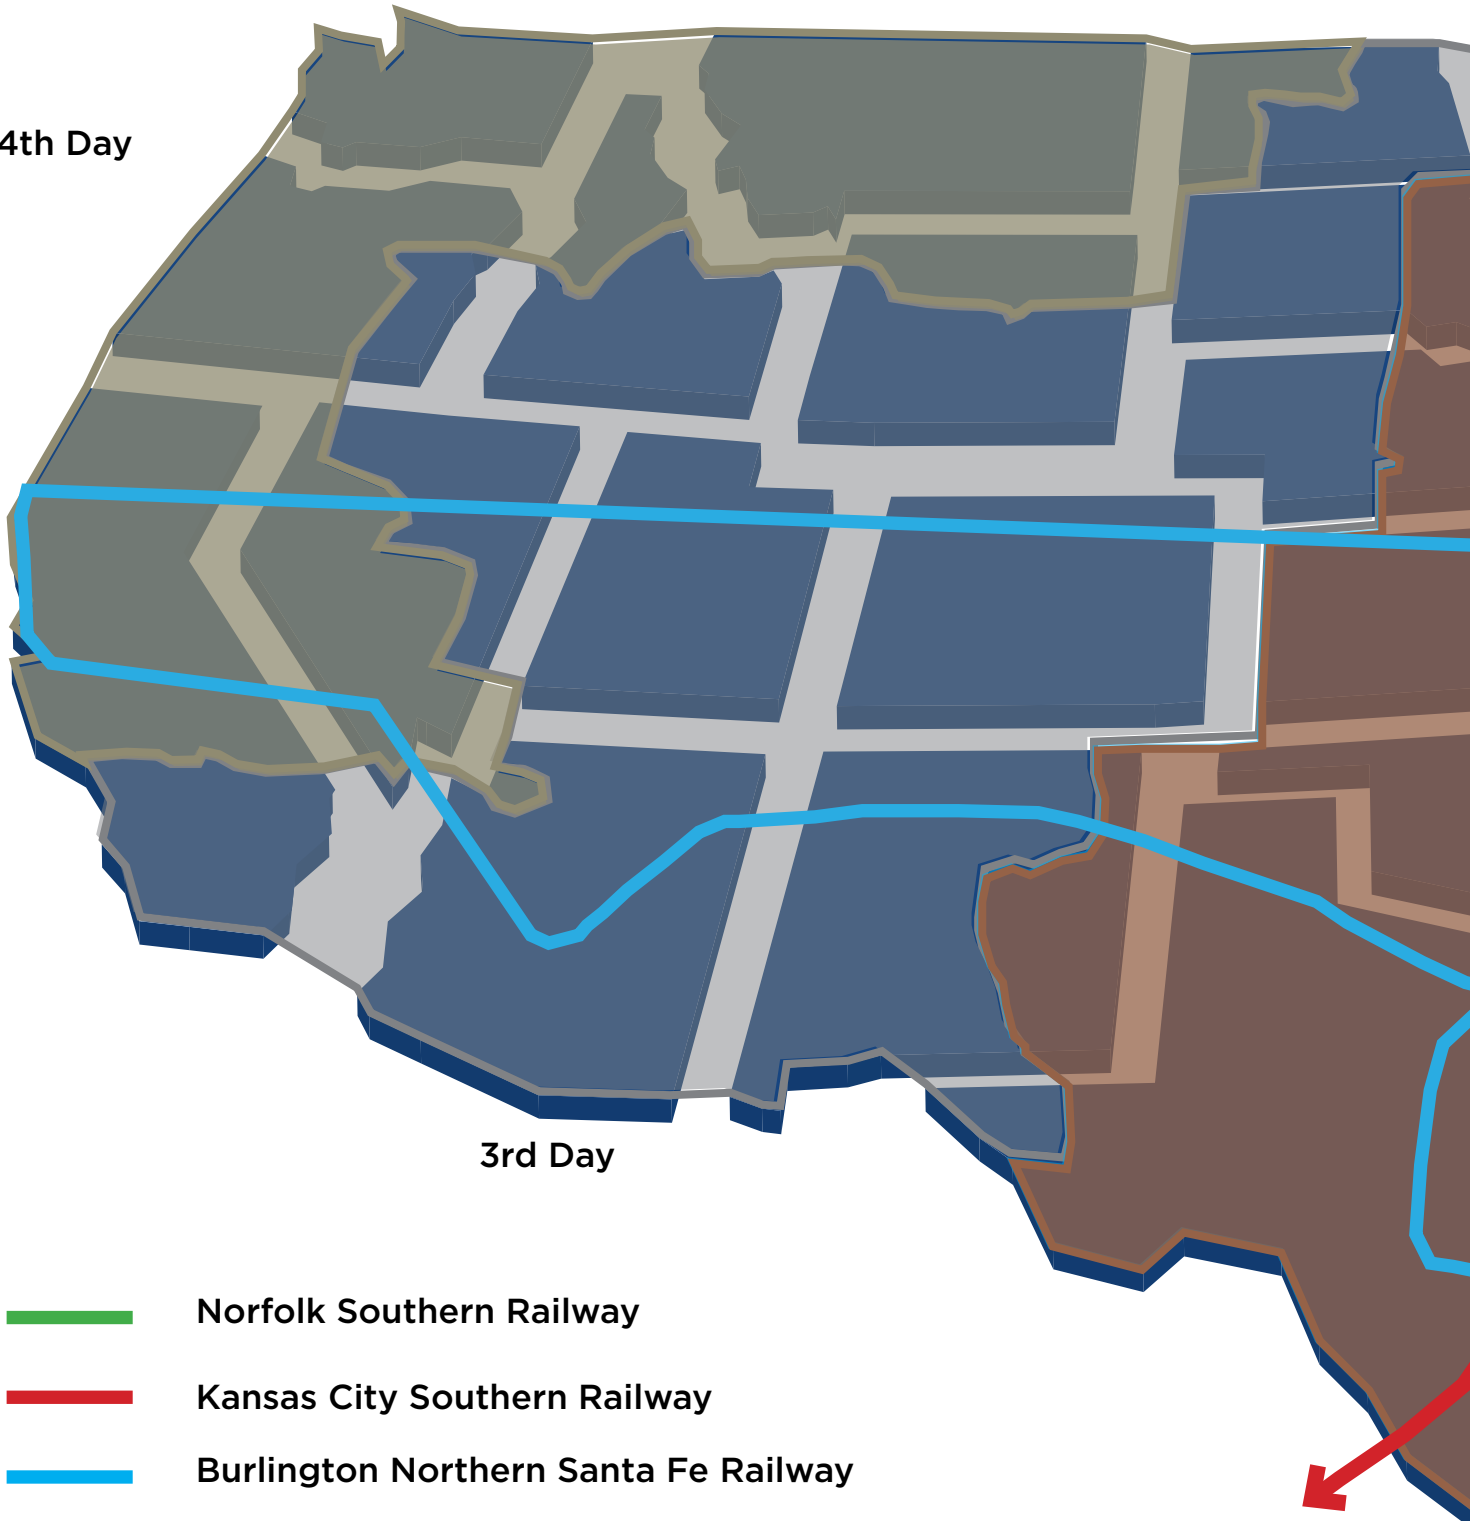 4th Day
3rd Day
Norfolk Southern Railway
Kansas City Southern Railway
Burlington Northern Santa Fe Railway